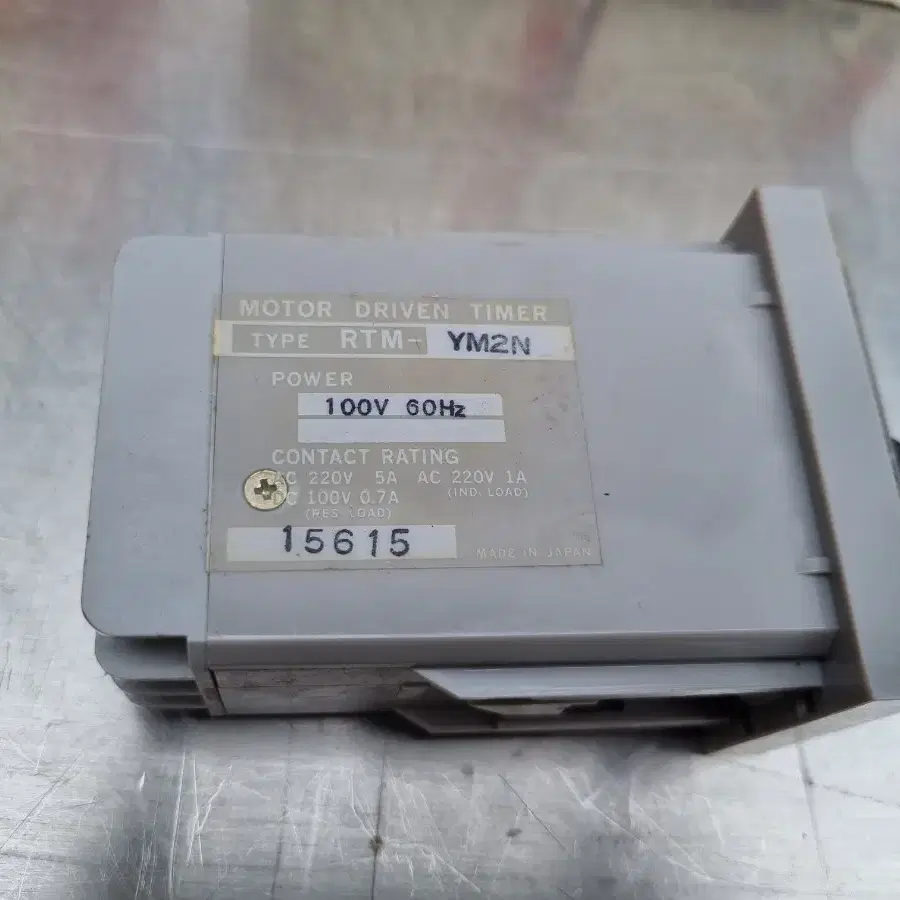 MOTOR DRIVEN TIMER
TYPE RTM- YM2N
POWER
100V 60Hz
CONTACT RATING
AC 220V 5A AC 220V 1A
DC 100V 0.7A (IND. LOAD)
(RES. LOAD)
15615
MADE IN JAPAN